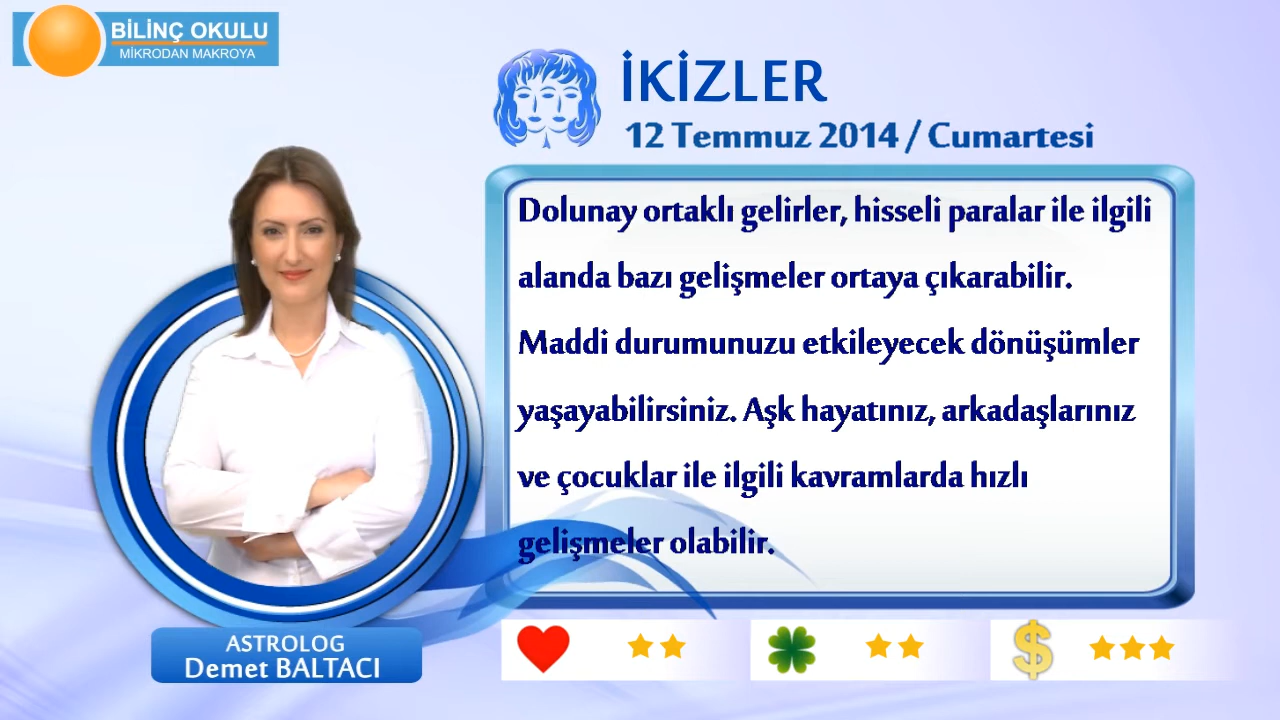 BİLİNÇ OKULU
MİKRODAN MAKROYA
İKİZLER
12 Temmuz 2014 / Cumartesi
Dolunay ortaklı gelirler, hisseli paralar ile ilgili
alanda bazı gelişmeler ortaya çıkarabilir.
Maddi durumunuzu etkileyecek dönüşümler
yaşayabilirsiniz. Aşk hayatınız, arkadaşlarınız
ve çocuklar ile ilgili kavramlarda hızlı
gelişmeler olabilir.
ASTROLOG
Demet BALTACI
$